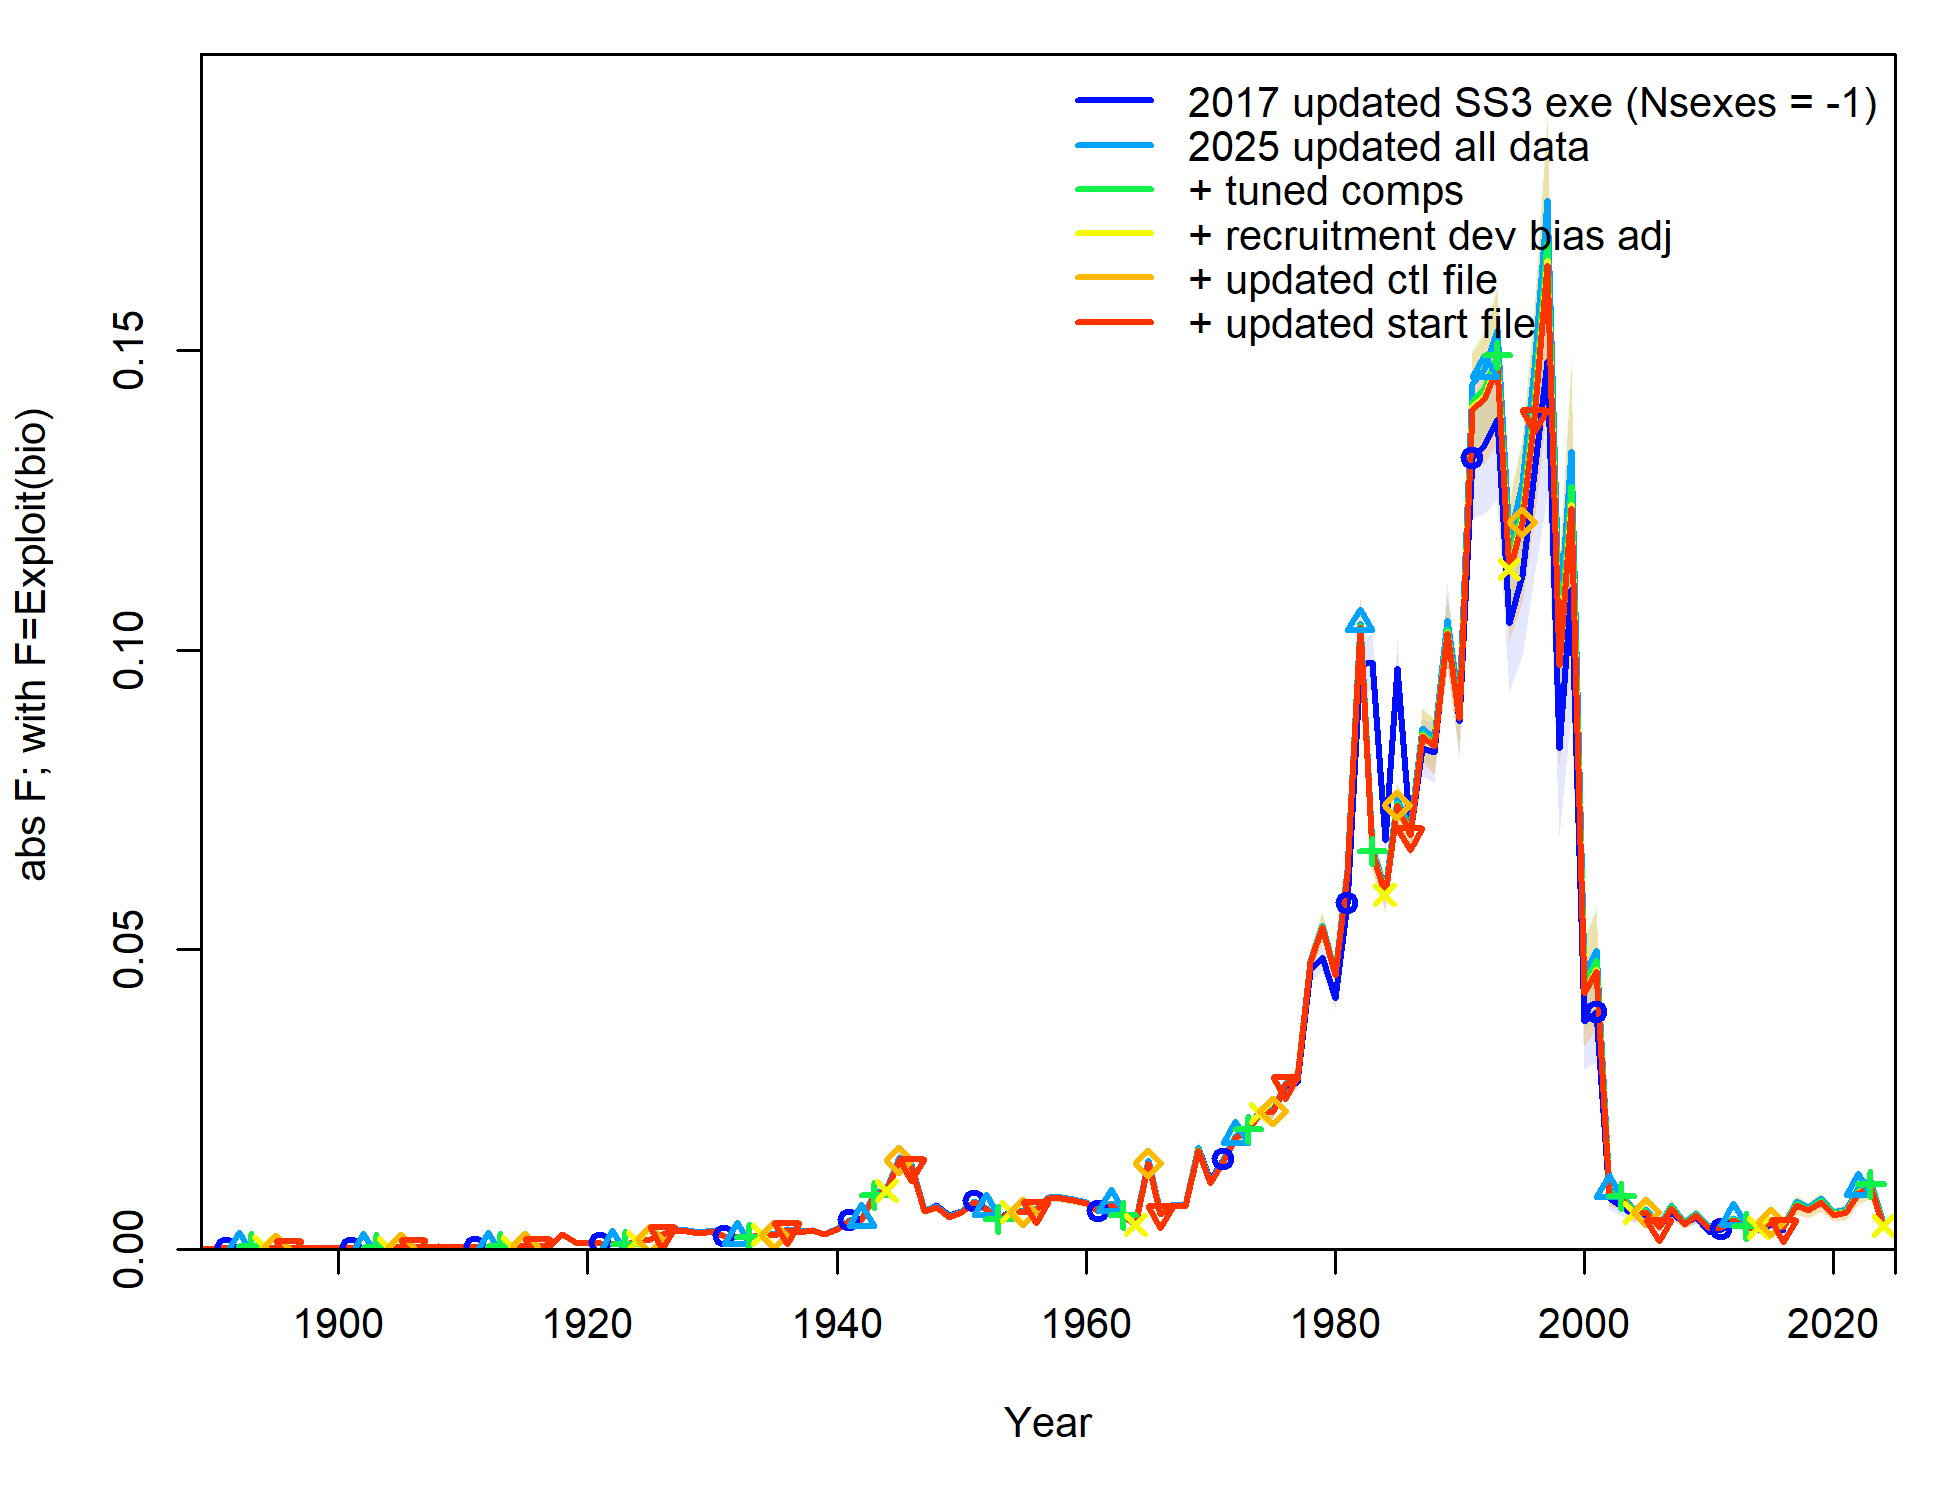 2017 updated SS3 exe (Nsexes = -1)
2025 updated all data
+ tuned comps
+ recruitment dev bias adj
+ updated ctl file
+ updated start file
abs F; with F=Exploit(bio)
0.15
0.10
0.05
0.00
1900 1920 1940 1960 1980 2000 2020
Year